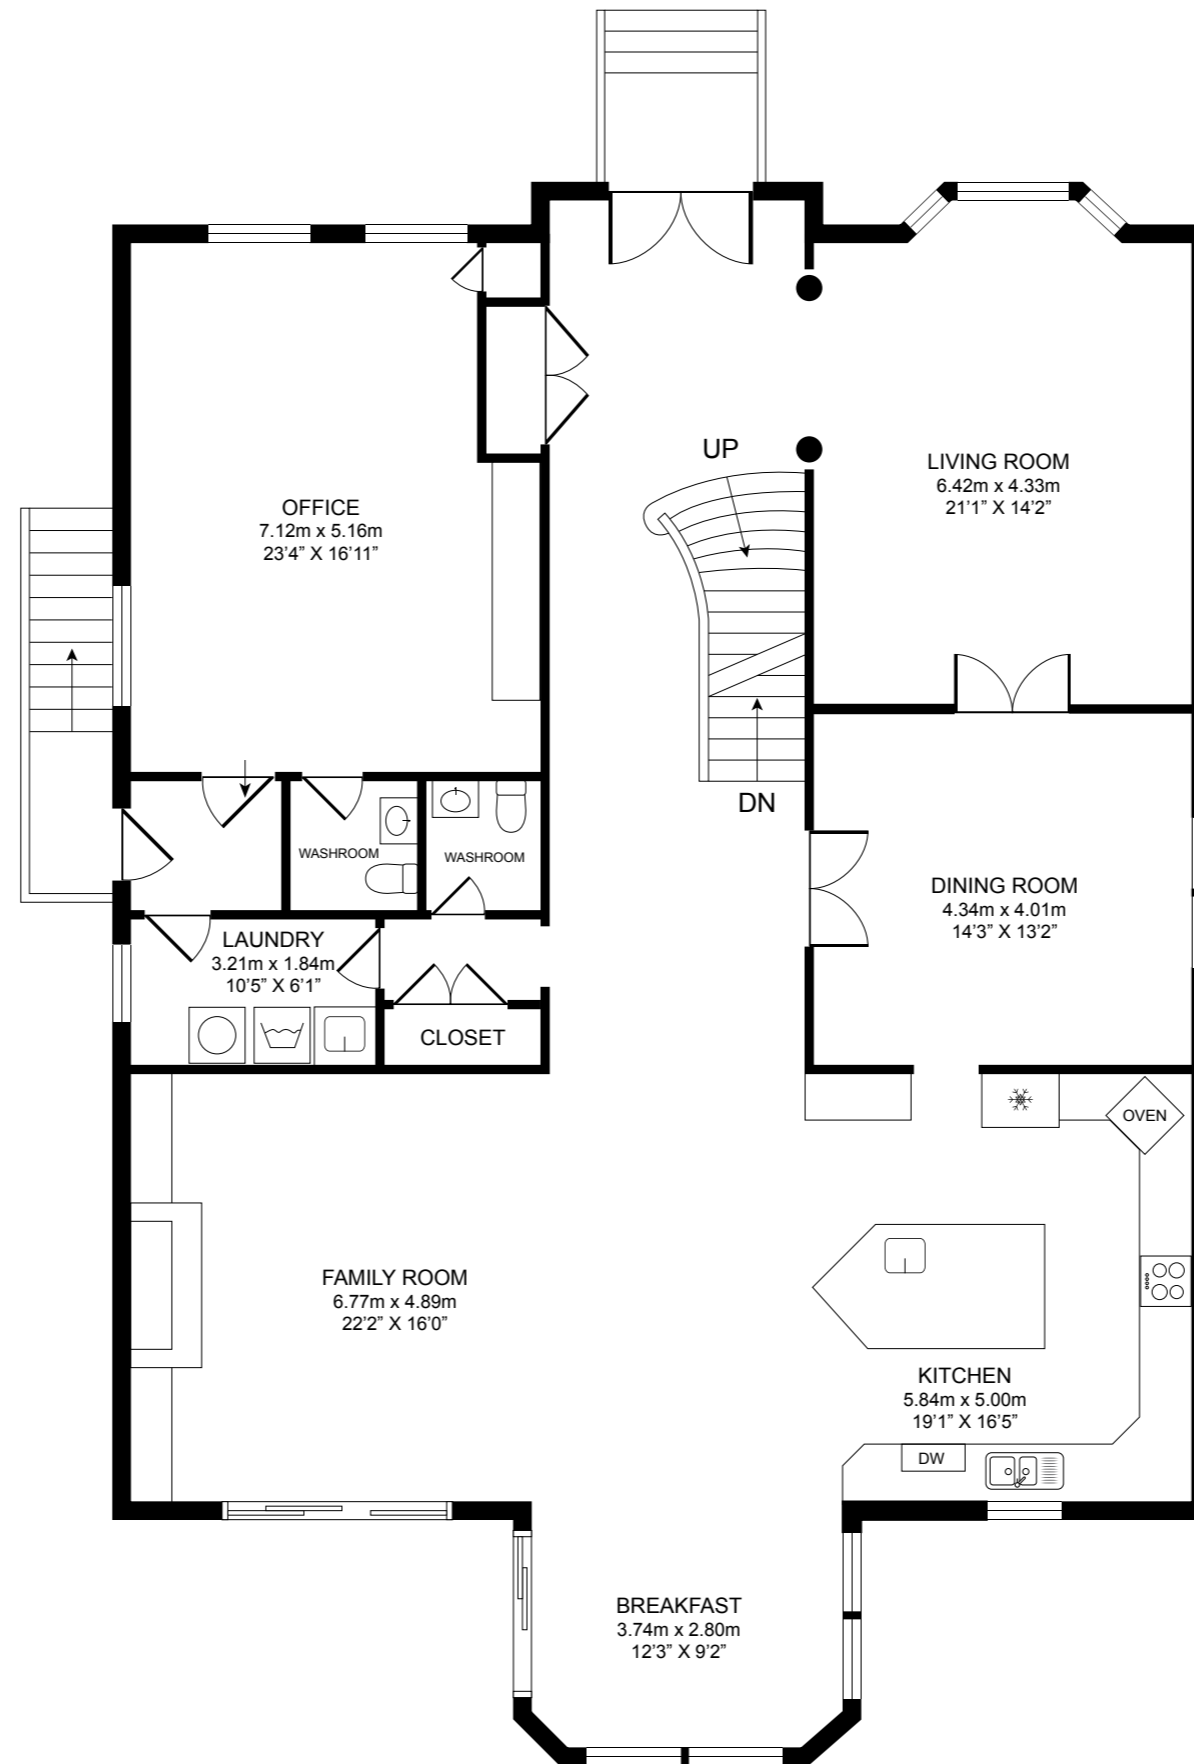 UP
LIVING ROOM
6.42m x 4.33m
21'1” X 14'2”
OFFICE
7.12m x 5.16m
23'4” X 16'11”
DN
WASHROOM
WASHROOM
DINING ROOM
4.34m x 4.01m
14'3” X 13'2”
LAUNDRY
3.21m x 1.84m
10'5” X 6'1”
CLOSET
OVEN
FAMILY ROOM
6.77m x 4.89m
22'2” X 16'0”
KITCHEN
5.84m x 5.00m
19'1” X 16'5”
DW
BREAKFAST
3.74m x 2.80m
12'3” X 9'2”